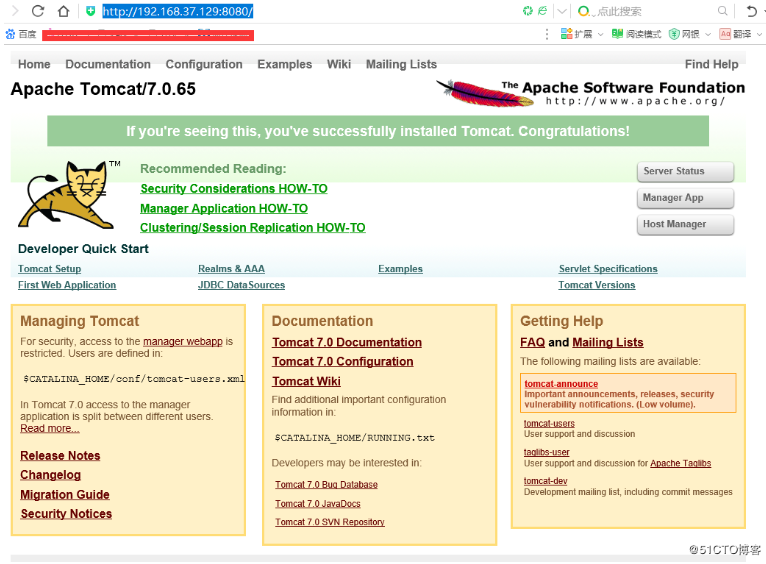 http://192.168.37.129:8080/
点此搜索
百度
扩展
阅读模式
网银
翻译
Home Documentation Configuration Examples Wiki Mailing Lists Find Help
Apache Tomcat/7.0.65
The Apache Software Foundation
http://www.apache.org/
If you're seeing this, you've successfully installed Tomcat. Congratulations!
TM
Recommended Reading:
Security Considerations HOW-TO
Manager Application HOW-TO
Clustering/Session Replication HOW-TO
Server Status
Manager App
Host Manager
Developer Quick Start
Tomcat Setup
First Web Application
Realms & AAA
JDBC DataSources
Examples
Servlet Specifications
Tomcat Versions
Managing Tomcat
For security, access to the manager webapp is
restricted. Users are defined in:
$CATALINA_HOME/conf/tomcat-users.xml
In Tomcat 7.0 access to the manager
application is split between different users.
Read more...
Release Notes
Changelog
Migration Guide
Security Notices
Documentation
Tomcat 7.0 Documentation
Tomcat 7.0 Configuration
Tomcat Wiki
Find additional important configuration
information in:
$CATALINA_HOME/RUNNING.txt
Developers may be interested in:
Tomcat 7.0 Bug Database
Tomcat 7.0 JavaDocs
Tomcat 7.0 SVN Repository
Getting Help
FAQ and Mailing Lists
The following mailing lists are available:
tomcat-announce
Important announcements, releases, security
vulnerability notifications. (Low volume).
tomcat-users
User support and discussion
taglibs-user
User support and discussion for Apache Taglibs
tomcat-dev
Development mailing list, including commit messages
@51CTO博客